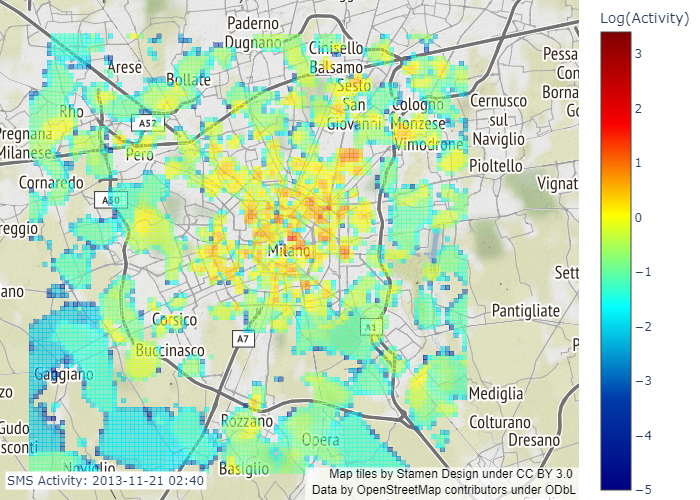 Log(Activity)
3
2
1
0
−1
−2
−3
−4
−5
Paderno
Dugnano
Cinisello
Balsamo
Arese
Bollate
Sesto
San
Giovanni
Cologno
Monzese
Cernusco
sul
Naviglio
Pessa
Con
Borna
Go
Rho
A52
Pregnana
Milanese
Pero
Vimodrone
Pioltello
Cornaredo
A50
Vignat
reggio
Milano
Sett
ano
Pantigliate
Corsico
A7
A1
Buccinasco
P
Gaggiano
zo
Mediglia
Gudo
sconti
Rozzano
Opera
Colturano
Dresano
Noviglio
Basiglio
SMS Activity: 2013-11-21 02:40
Map tiles by Stamen Design under CC BY 3.0
Data by OpenStreetMap contributors under ODbL